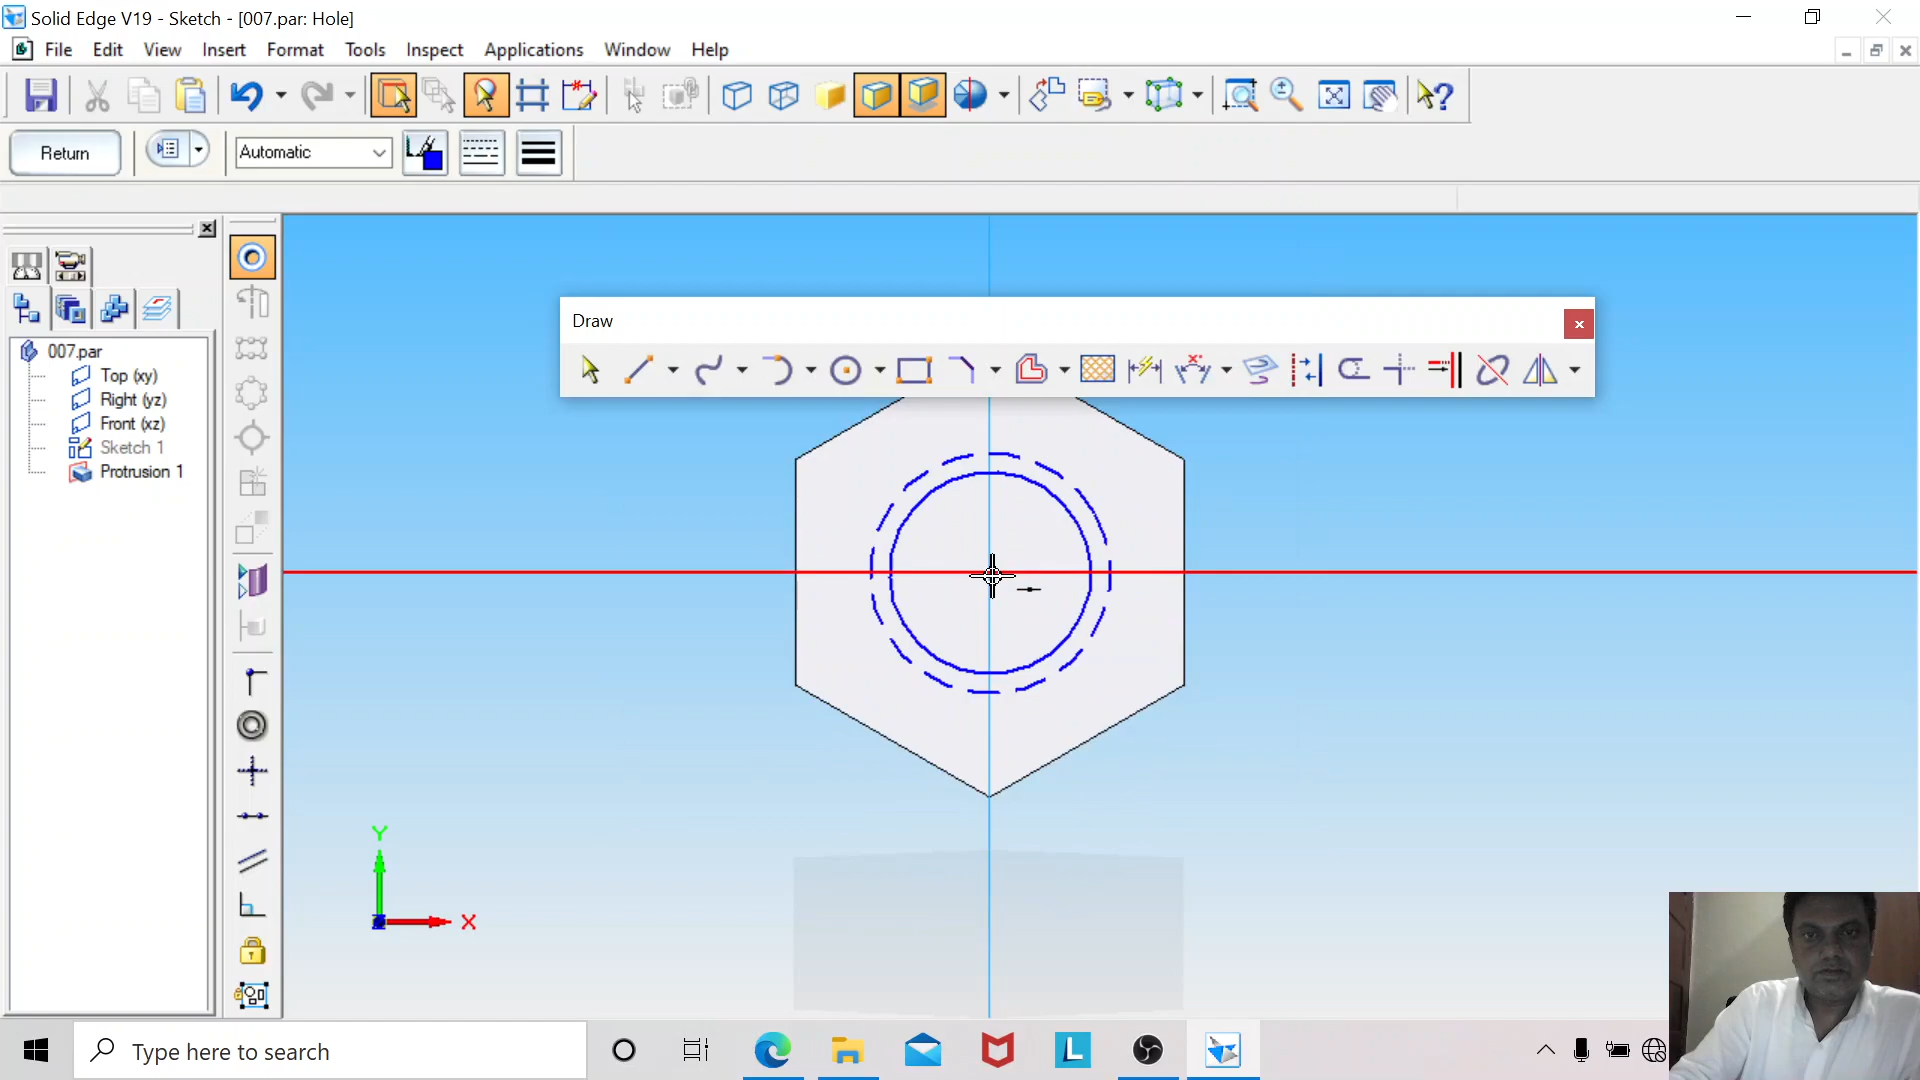 Solid Edge V19 - Sketch - [007.par: Hole]
File Edit View Insert Format Tools Inspect Applications Window Help
Return Automatic
Draw
007.par
Top (xy)
Right (yz)
Front (xz)
Sketch 1
Protrusion 1
Y
X
Type here to search